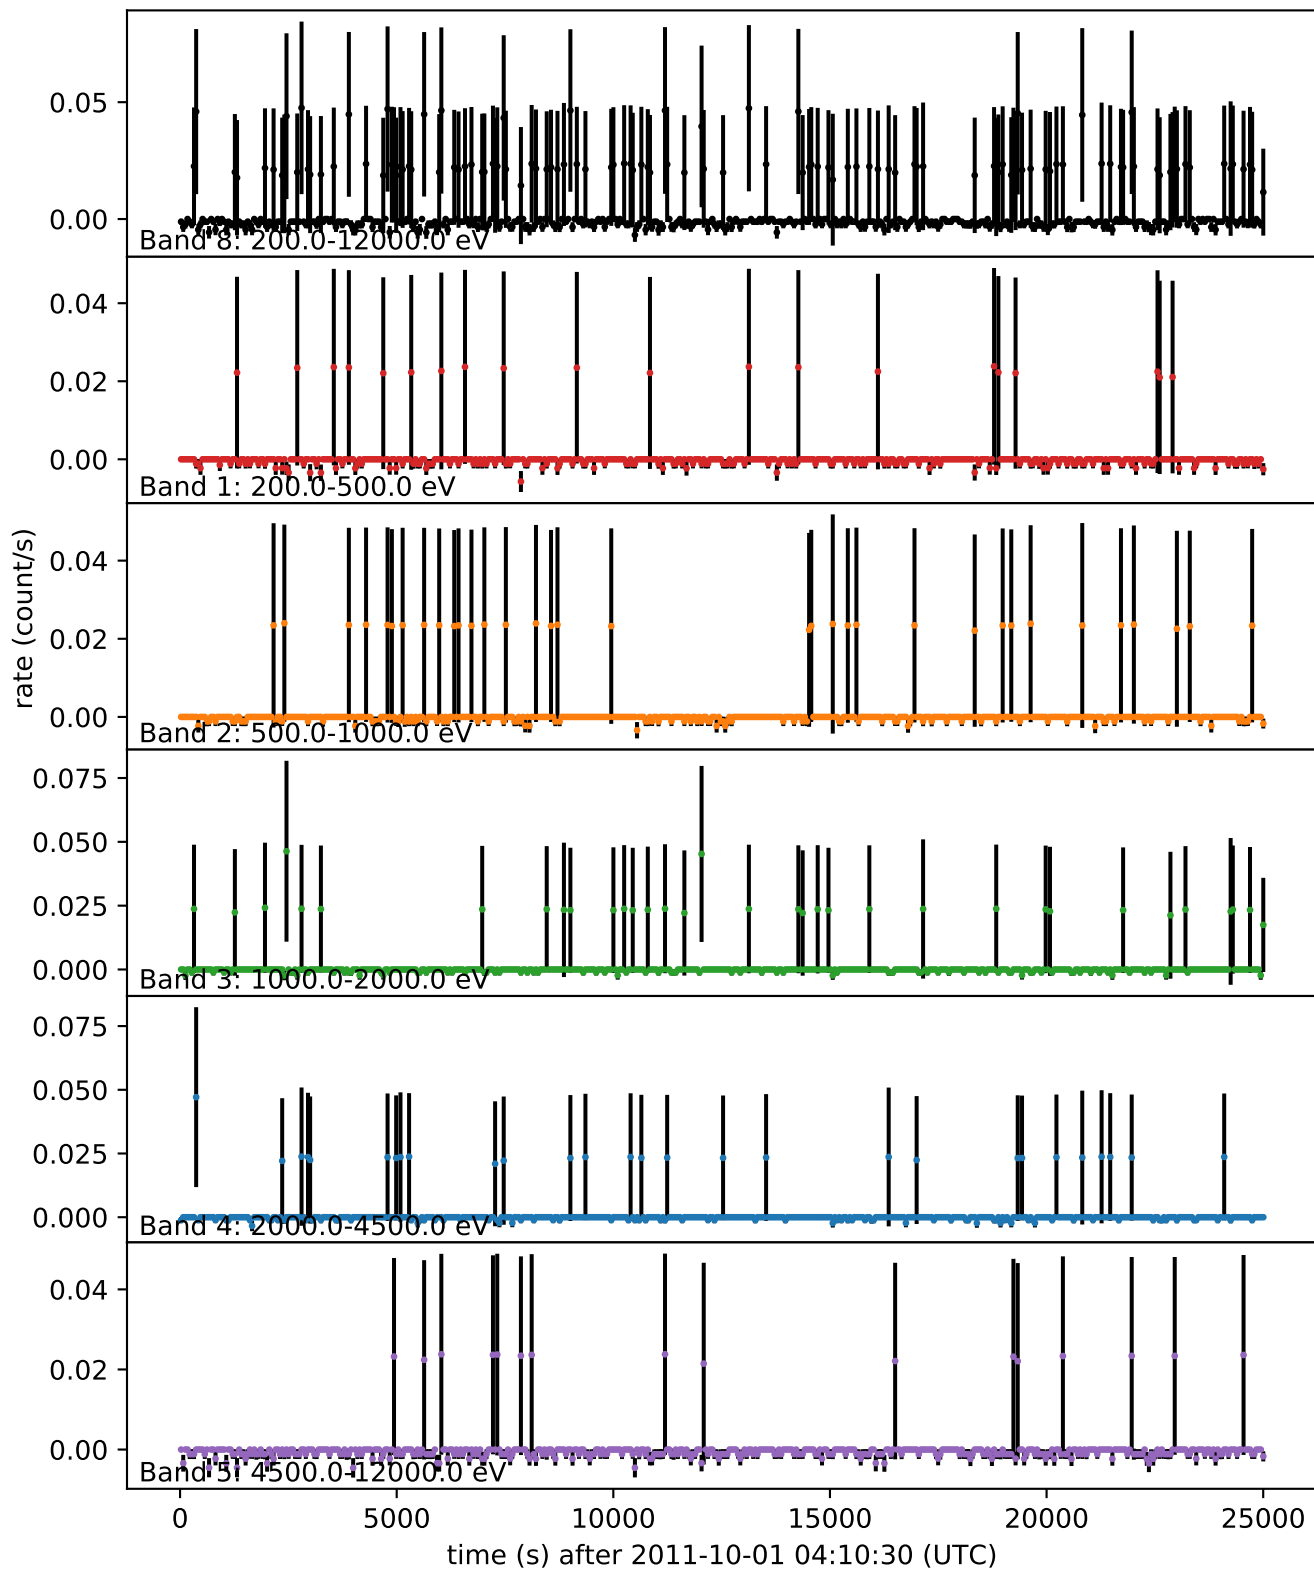 0.05
0.00
Band 8: 200.0-12000.0 eV
0.04
0.02
0.00
Band 1: 200.0-500.0 eV
0.04
0.02
0.00
Band 2: 500.0-1000.0 eV
rate (count/s)
0.075
0.050
0.025
0.000
Band 3: 1000.0-2000.0 eV
0.075
0.050
0.025
0.000
Band 4: 2000.0-4500.0 eV
0.04
0.02
0.00
Band 5: 4500.0-12000.0 eV
0 5000 10000 15000 20000 25000
time (s) after 2011-10-01 04:10:30 (UTC)